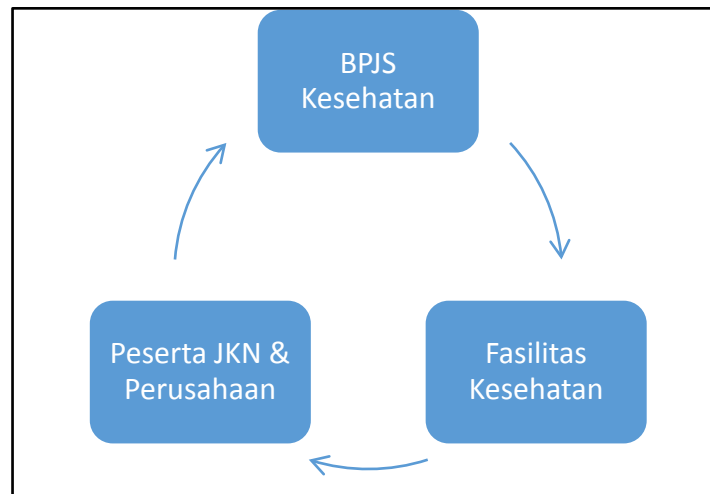 BPJS
Kesehatan
Peserta JKN &
Perusahaan
Fasilitas
Kesehatan